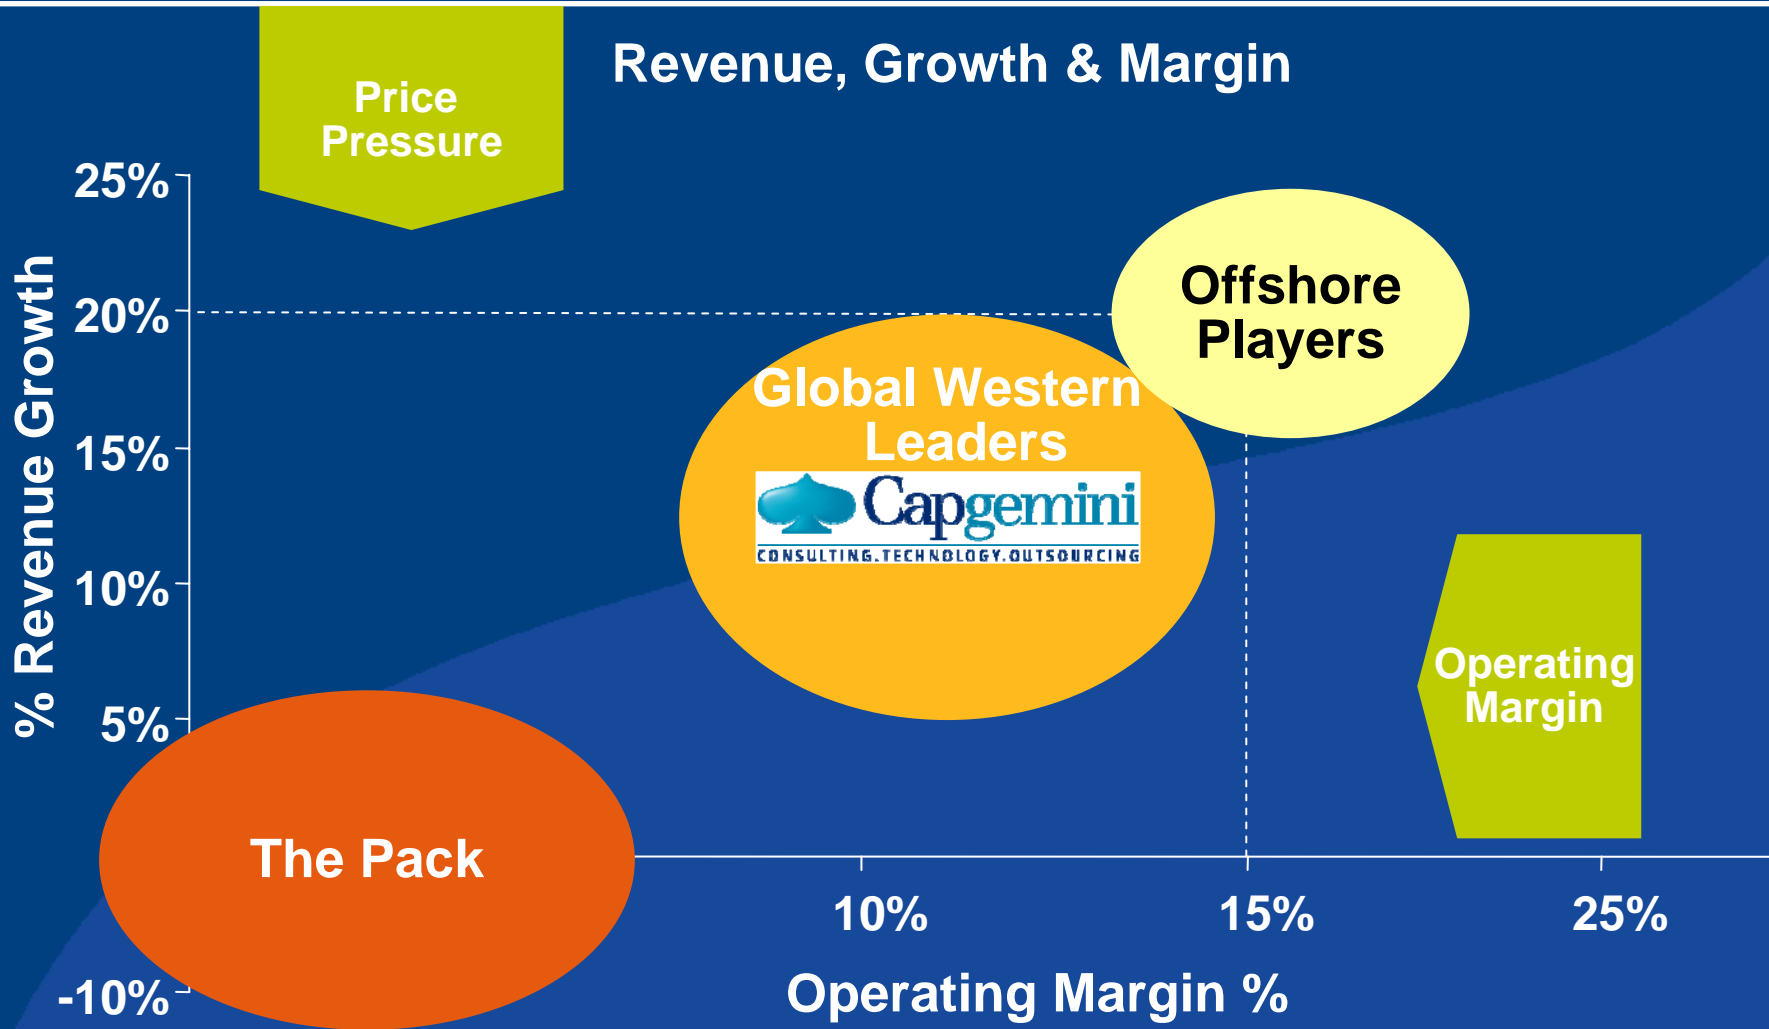 Revenue, Growth & Margin
Price
Pressure
25%
20%
15%
10%
5%
-10%
% Revenue Growth
Offshore
Players
Global Western
Leaders
Capgemini
CONSULTING.TECHNOLOGY.OUTSOURCING
Operating
Margin
The Pack
10%
15%
25%
Operating Margin %